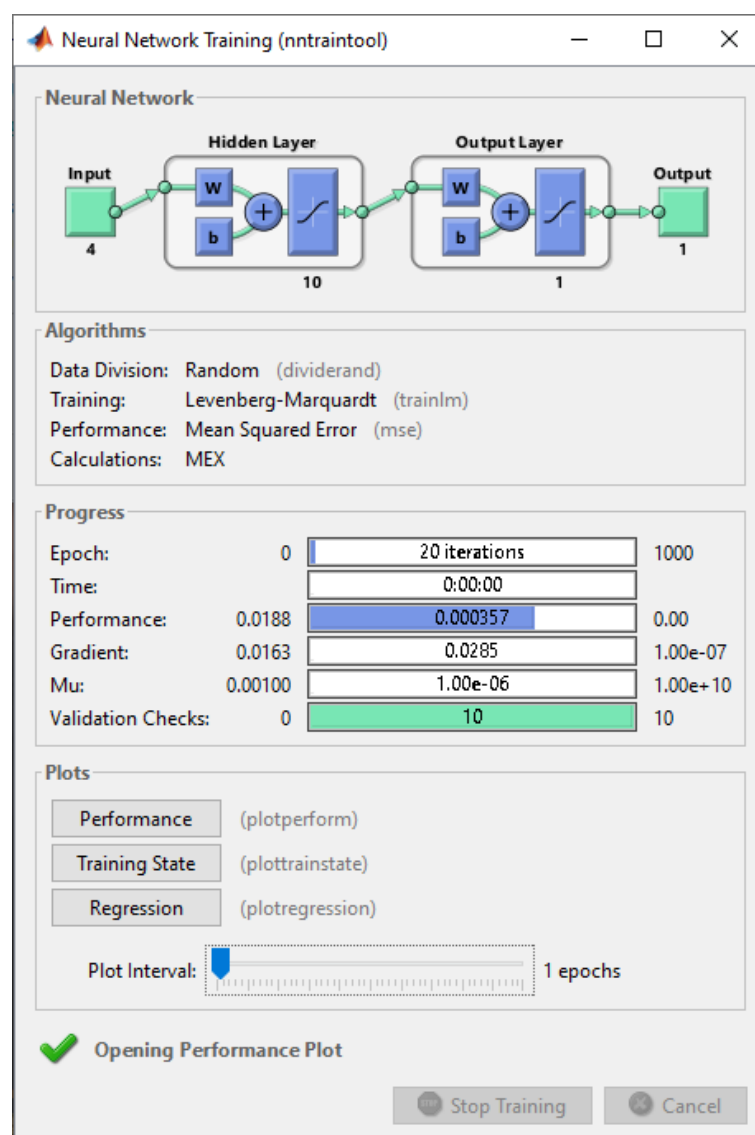 Neural Network Training (nntraintool)
Neural Network
Hidden Layer
Output Layer
Input
Output
W
b
+
W
b
+
4
10
1
1
Algorithms
Data Division: Random (dividerand)
Training: Levenberg-Marquardt (trainlm)
Performance: Mean Squared Error (mse)
Calculations: MEX
Progress
Epoch: 0 20 iterations 1000
Time: 0:00:00
Performance: 0.0188 0.000357 0.00
Gradient: 0.0163 0.0285 1.00e-07
Mu: 0.00100 1.00e-06 1.00e+10
Validation Checks: 0 10 10
Plots
Performance (plotperform)
Training State (plottrainstate)
Regression (plotregression)
Plot Interval: 1 epochs
Opening Performance Plot
STOP Stop Training Cancel